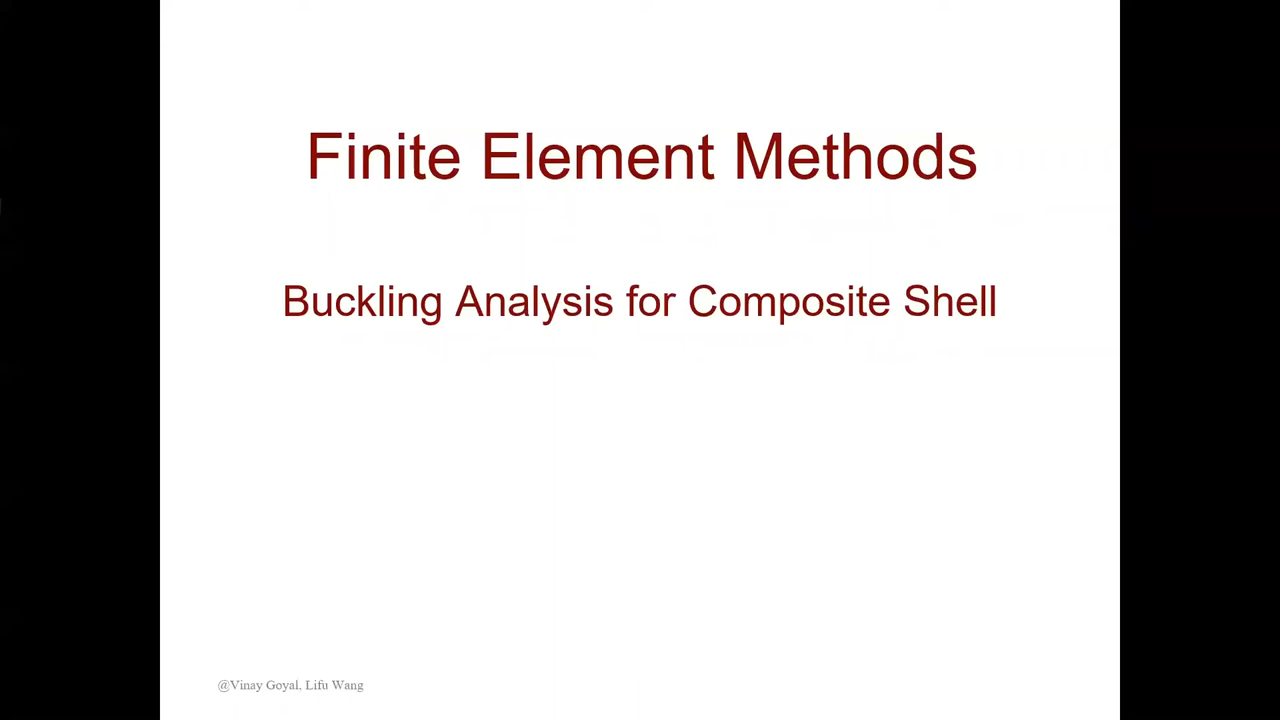 Finite Element Methods
Buckling Analysis for Composite Shell
@Vinay Goyal, Lifu Wang